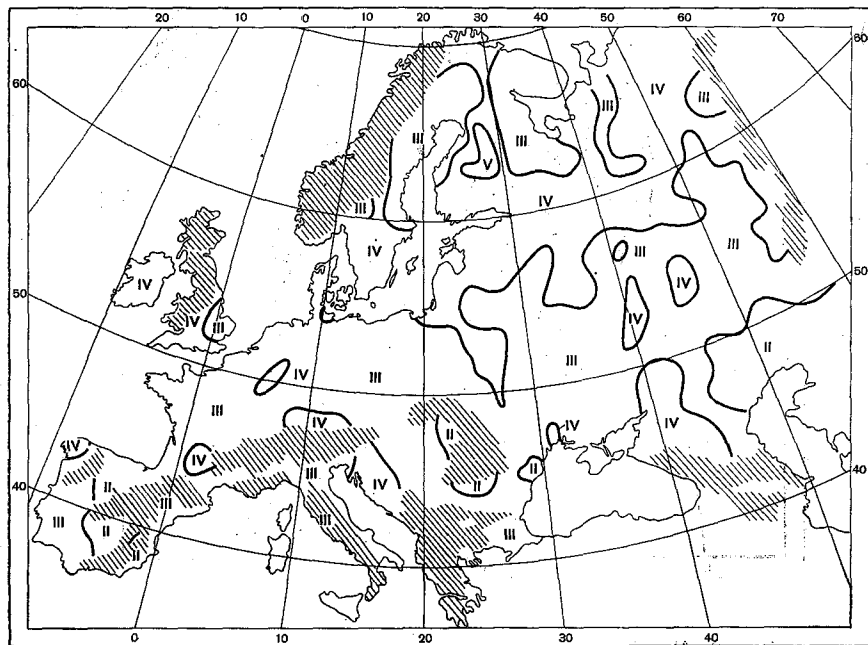 20 10 0 10 20 30 40 50 60 70
60 III IV III 60
III III
V
III IV
IV III
IV 50
IV IV
50 IV III IV
IV II
III III
III IV
IV II IV
IV IV
IV III IV II II
40 II 40
III III III
II III
II
0 10 20 30 40